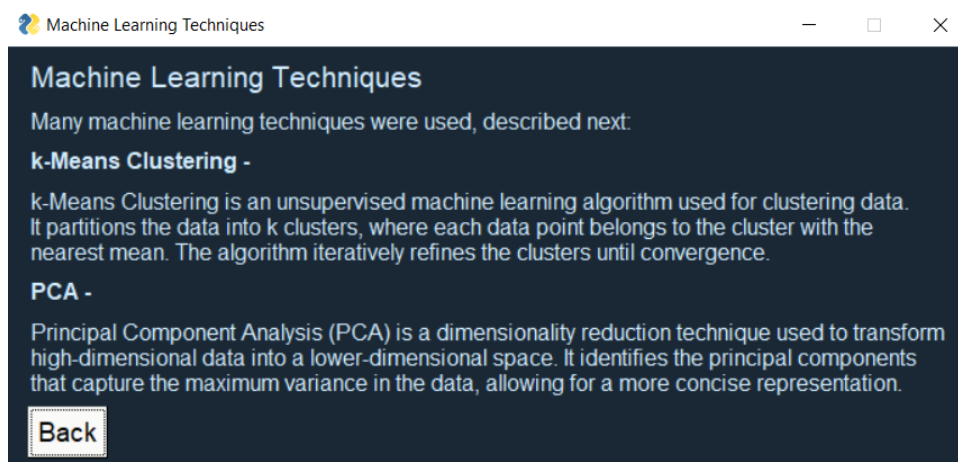 Machine Learning Techniques
Machine Learning Techniques
Many machine learning techniques were used, described next:
k-Means Clustering -
k-Means Clustering is an unsupervised machine learning algorithm used for clustering data.
It partitions the data into k clusters, where each data point belongs to the cluster with the
nearest mean. The algorithm iteratively refines the clusters until convergence.
PCA -
Principal Component Analysis (PCA) is a dimensionality reduction technique used to transform
high-dimensional data into a lower-dimensional space. It identifies the principal components
that capture the maximum variance in the data, allowing for a more concise representation.
Back